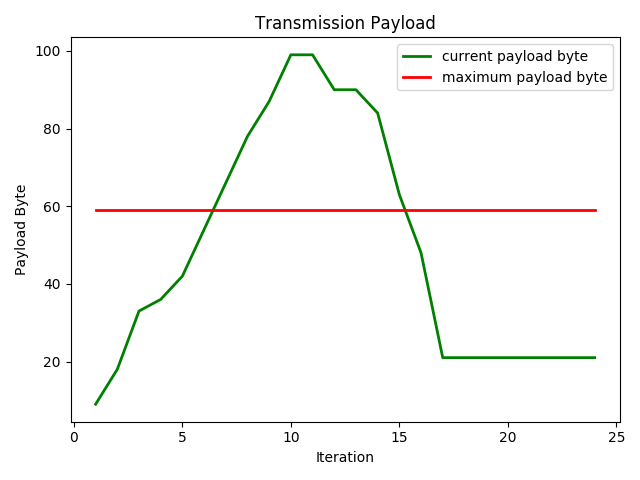 Transmission Payload
current payload byte
maximum payload byte
Payload Byte
100
80
60
40
20
0
5
10
15
20
25
Iteration